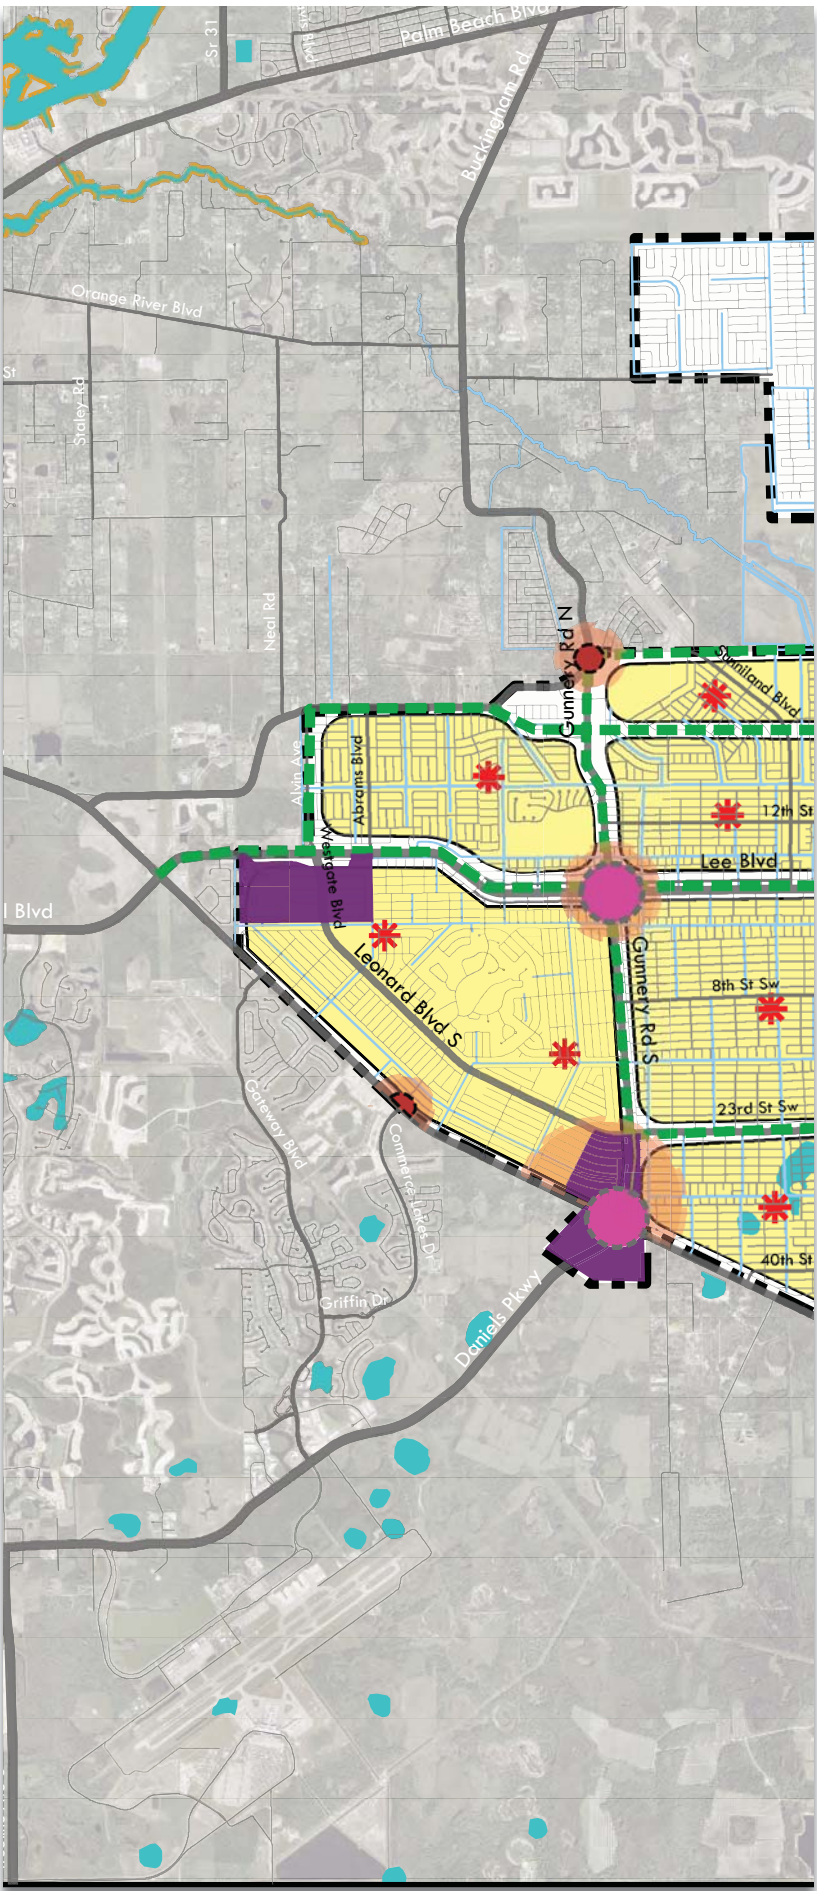 Sr 31
Palm Beach Blvd
Buckingham Rd
Orange River Blvd
St
Staley Rd
Neal Rd
Gunnery Rd N
Sunniland Blvd
Alvin Ave
Abrams Blvd
12th St
Westgate Blvd
Lee Blvd
l Blvd
Leonard Blvd S
Gunnery Rd S
8th St Sw
23rd St Sw
Gateway Blvd
Commerce Lakes Dr
40th St
Griffin Dr
Daniels Pkwy